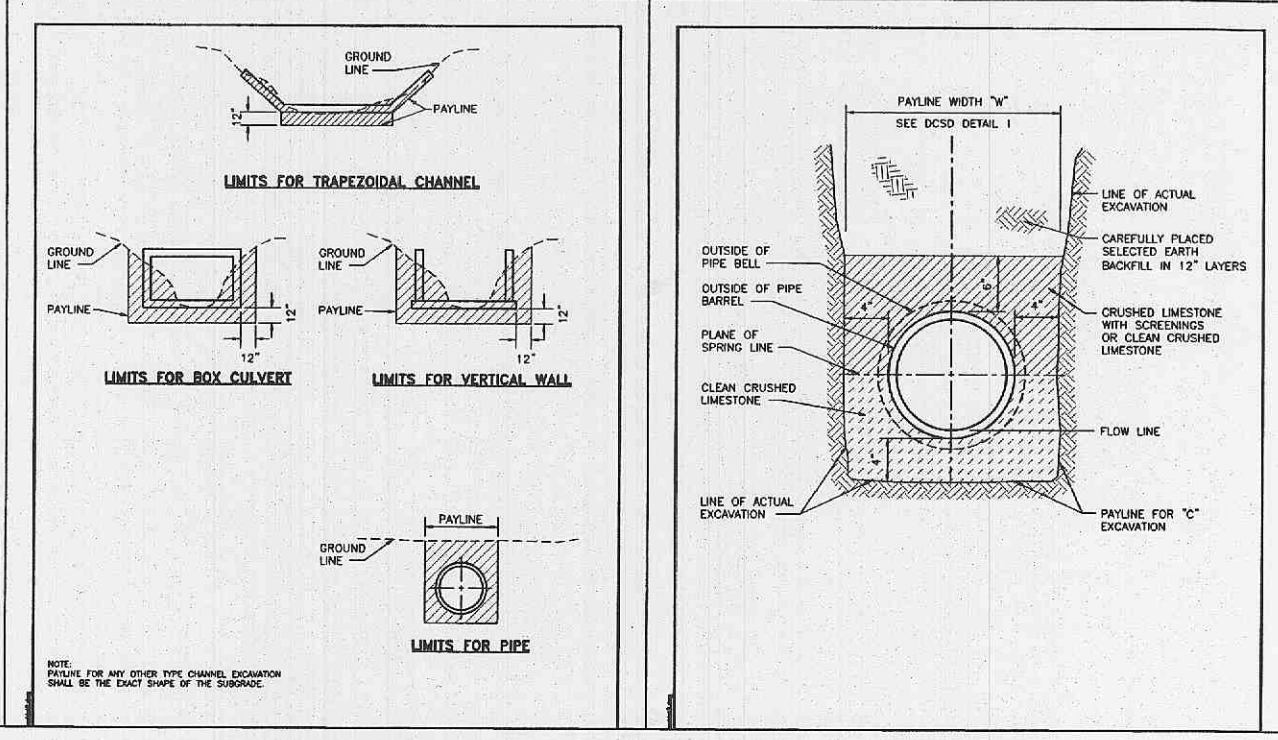 GROUND
LINE
PAYLINE
12"
LIMITS FOR TRAPEZOIDAL CHANNEL
GROUND
LINE
PAYLINE
12"
12"
LIMITS FOR BOX CULVERT
GROUND
LINE
PAYLINE
12"
12"
LIMITS FOR VERTICAL WALL
PAYLINE
GROUND
LINE
LIMITS FOR PIPE
NOTE:
PAYLINE FOR ANY OTHER TYPE CHANNEL EXCAVATION
SHALL BE THE EXACT SHAPE OF THE SUBGRADE.
PAYLINE WIDTH "W"
SEE DCSD DETAIL 1
LINE OF ACTUAL
EXCAVATION
CAREFULLY PLACED
SELECTED EARTH
BACKFILL IN 12" LAYERS
OUTSIDE OF
PIPE BELL
OUTSIDE OF PIPE
BARREL
6"
4"
4"
CRUSHED LIMESTONE
WITH SCREENINGS
OR CLEAN CRUSHED
LIMESTONE
PLANE OF
SPRING LINE
CLEAN CRUSHED
LIMESTONE
FLOW LINE
4"
LINE OF ACTUAL
EXCAVATION
PAYLINE FOR "C"
EXCAVATION